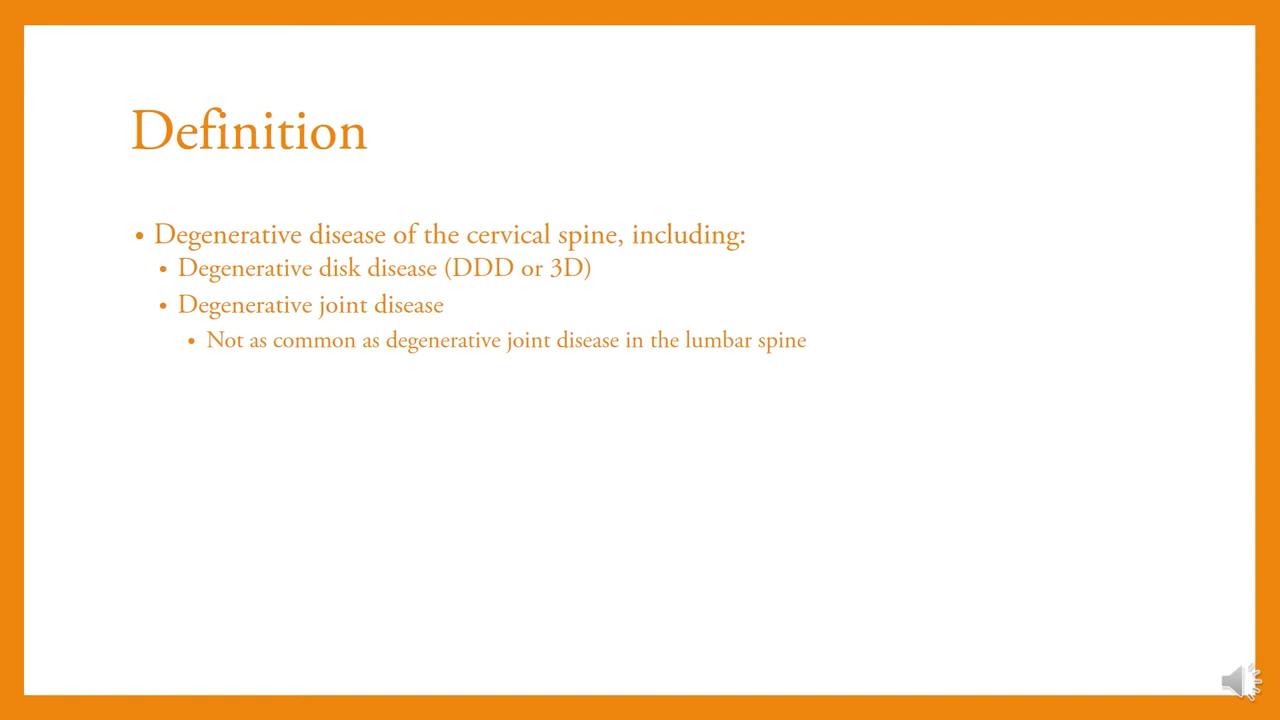 Definition
• Degenerative disease of the cervical spine, including:
• Degenerative disk disease (DDD or 3D)
• Degenerative joint disease
• Not as common as degenerative joint disease in the lumbar spine